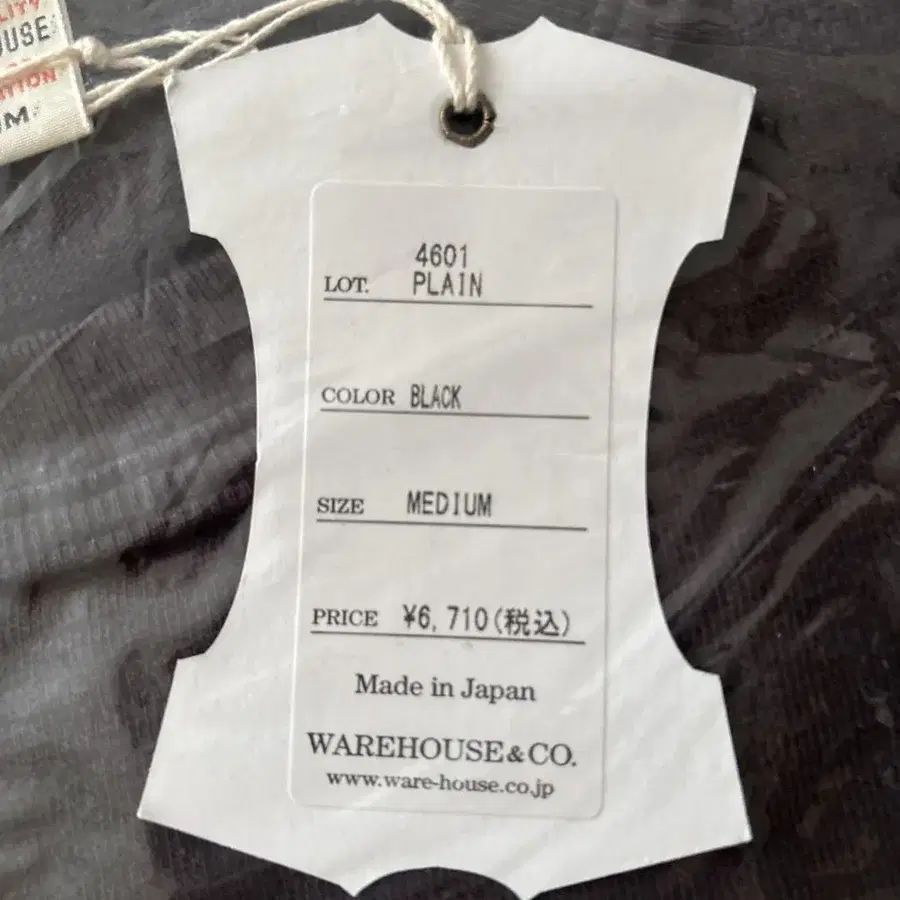 4601
LOT. PLAIN
COLOR BLACK
SIZE MEDIUM
PRICE ¥6,710(税込)
Made in Japan
WAREHOUSE&CO.
www.ware-house.co.jp